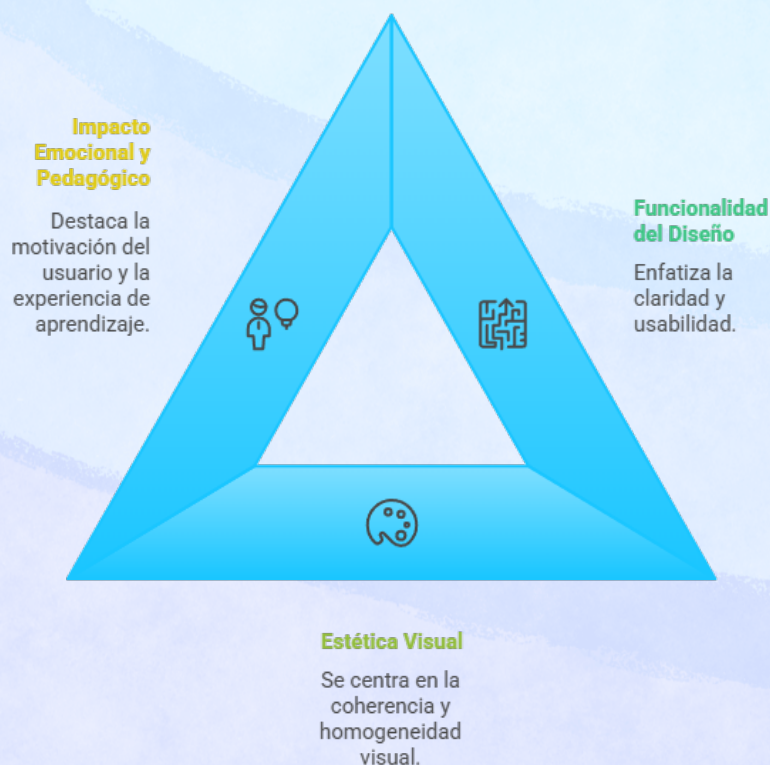 Impacto
Emocional y
Pedagógico
Destaca la
motivación del
usuario y la
experiencia de
aprendizaje.
Funcionalidad
del Diseño
Enfatiza la
claridad y
usabilidad.
Estética Visual
Se centra en la
coherencia y
homogeneidad
visual.